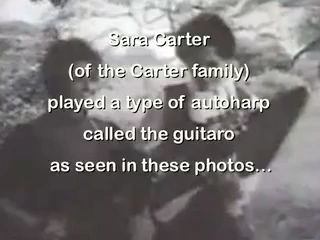 Sara Carter
(of the Carter family)
played a type of autoharp
called the guitaro
as seen in these photos...